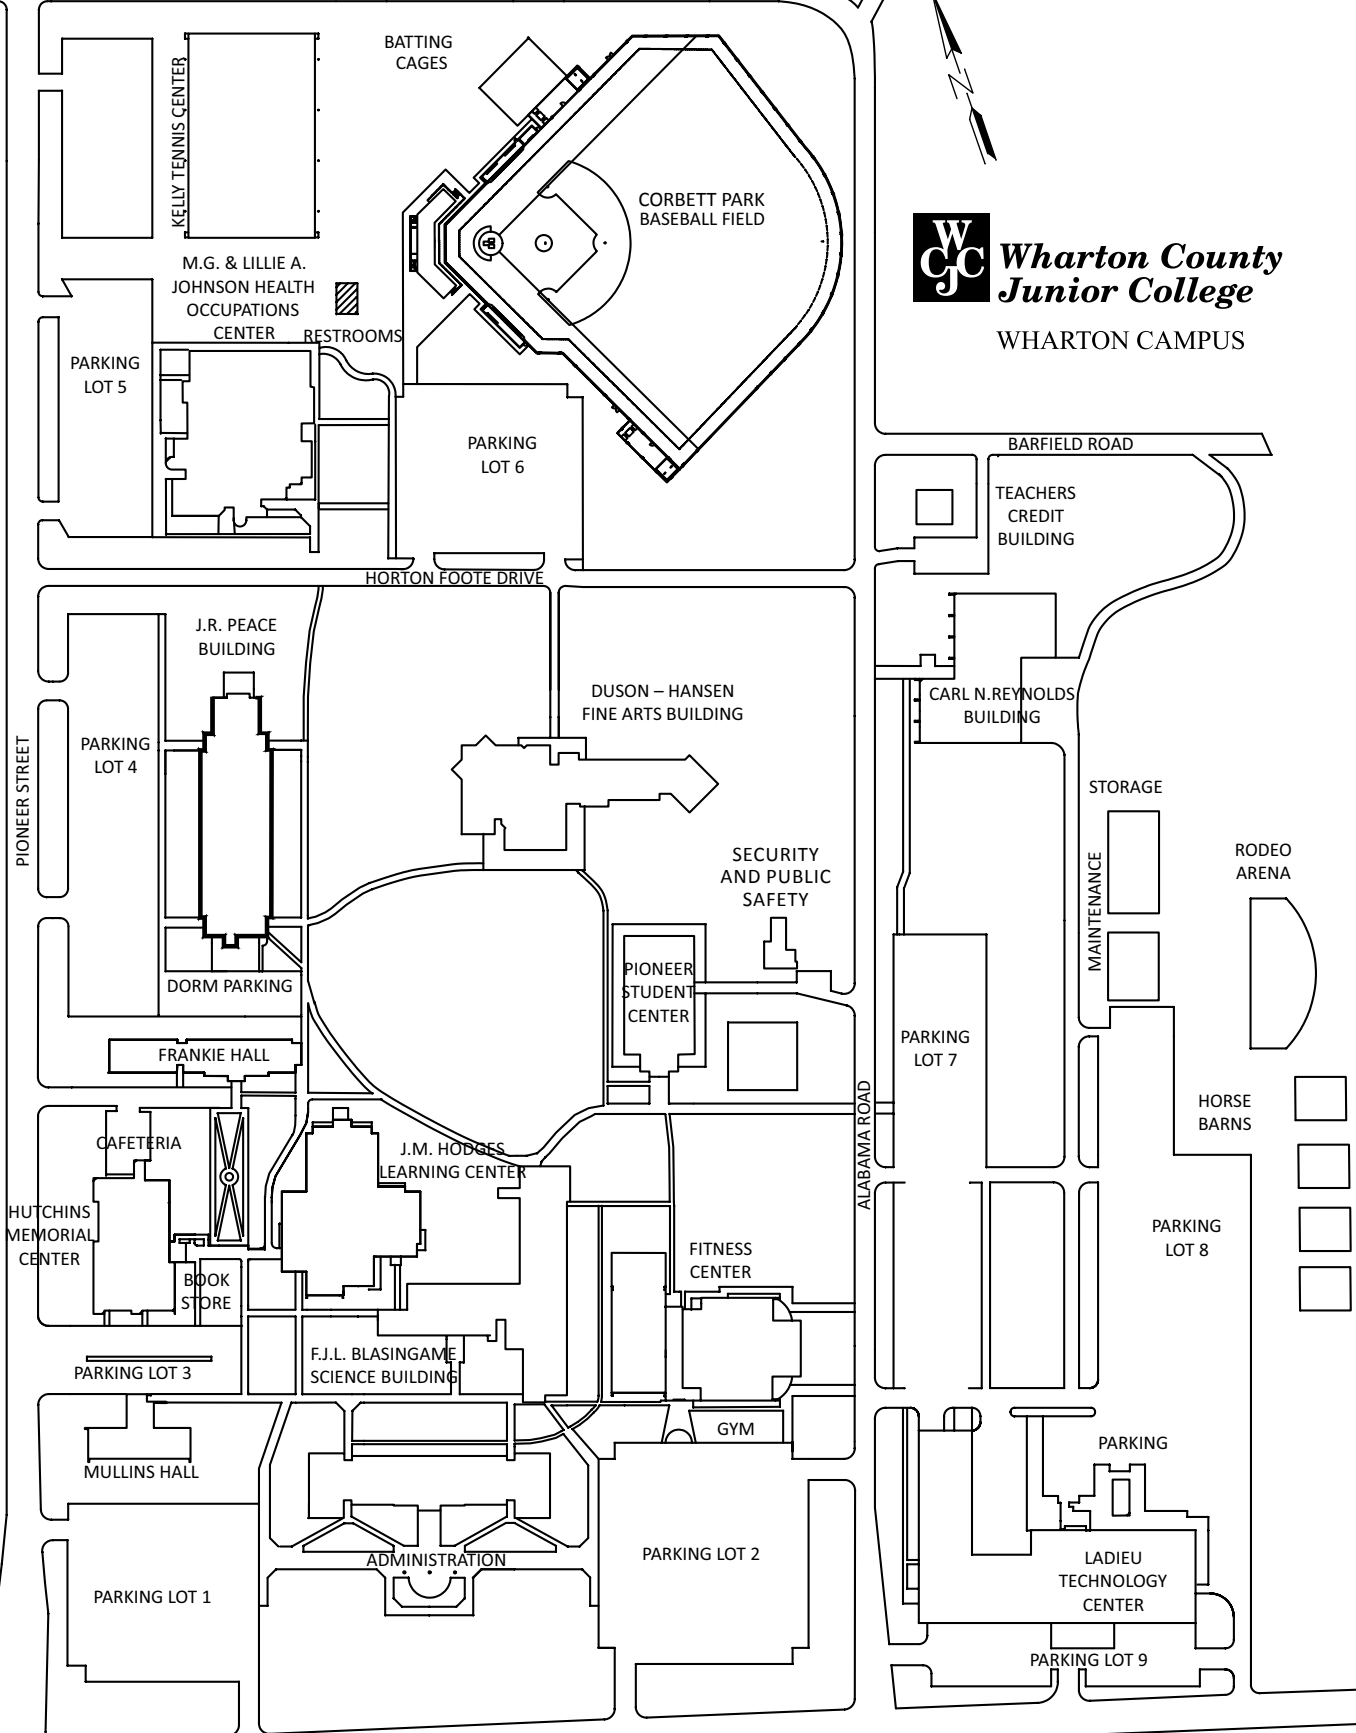 BATTING
CAGES
KELLY TENNIS CENTER
CORBETT PARK
BASEBALL FIELD
N
W
CJC
Wharton County
Junior College
WHARTON CAMPUS
M.G. & LILLIE A.
JOHNSON HEALTH
OCCUPATIONS
CENTER
RESTROOMS
PARKING
LOT 5
PARKING
LOT 6
BARFIELD ROAD
TEACHERS
CREDIT
BUILDING
HORTON FOOTE DRIVE
J.R. PEACE
BUILDING
DUSON – HANSEN
FINE ARTS BUILDING
CARL N.REYNOLDS
BUILDING
PIONEER STREET
PARKING
LOT 4
STORAGE
MAINTENANCE
RODEO
ARENA
SECURITY
AND PUBLIC
SAFETY
PIONEER
STUDENT
CENTER
DORM PARKING
PARKING
LOT 7
FRANKIE HALL
ALABAMA ROAD
HORSE
BARNS
CAFETERIA
J.M. HODGES
LEARNING CENTER
HUTCHINS
MEMORIAL
CENTER
PARKING
LOT 8
FITNESS
CENTER
BOOK
STORE
F.J.L. BLASINGAME
SCIENCE BUILDING
PARKING LOT 3
GYM
PARKING
MULLINS HALL
ADMINISTRATION
PARKING LOT 2
LADIEU
TECHNOLOGY
CENTER
PARKING LOT 1
PARKING LOT 9